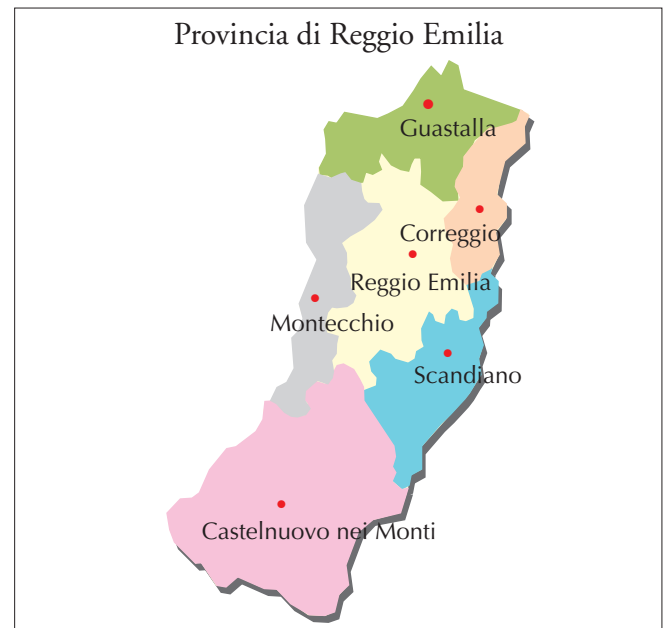 Provincia di Reggio Emilia
Guastalla
Correggio
Reggio Emilia
Montecchio
Scandiano
Castelnuovo nei Monti